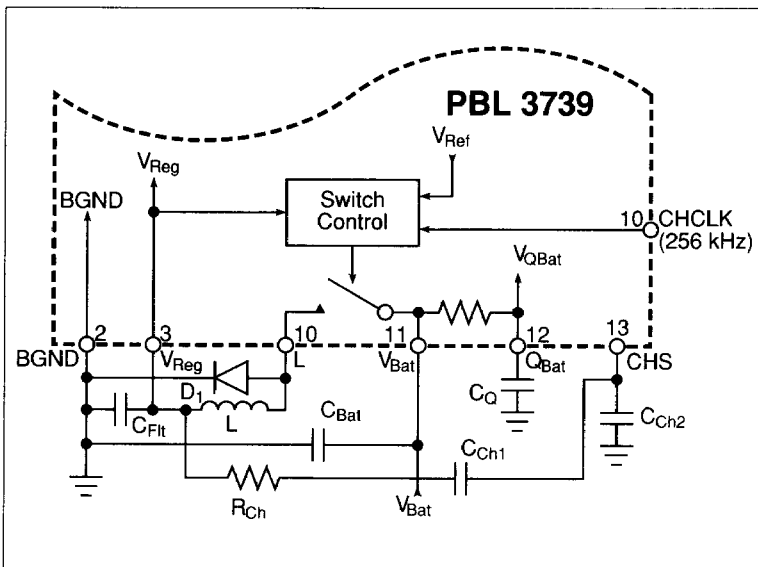 PBL 3739
V_Ref
V_Reg
BGND
Switch
Control
10 CHCLK
(256 kHz)
V_QBat
2 3 10 11 12 13
BGND V_Reg L V_Bat Q_Bat CHS
D_1
C_Flt L C_Bat C_Q C_Ch2
C_Ch1
R_Ch V_Bat